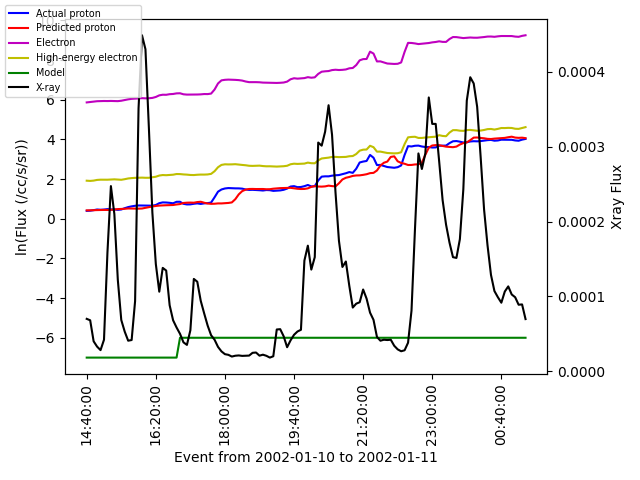 Actual proton
Predicted proton
Electron
High-energy electron
Model
X-ray
6
4
2
0
−2
−4
−6
ln(Flux (/cc/s/sr))
0.0004
0.0003
0.0002
0.0001
0.0000
Xray Flux
14:40:00
16:20:00
18:00:00
19:40:00
21:20:00
23:00:00
00:40:00
Event from 2002-01-10 to 2002-01-11